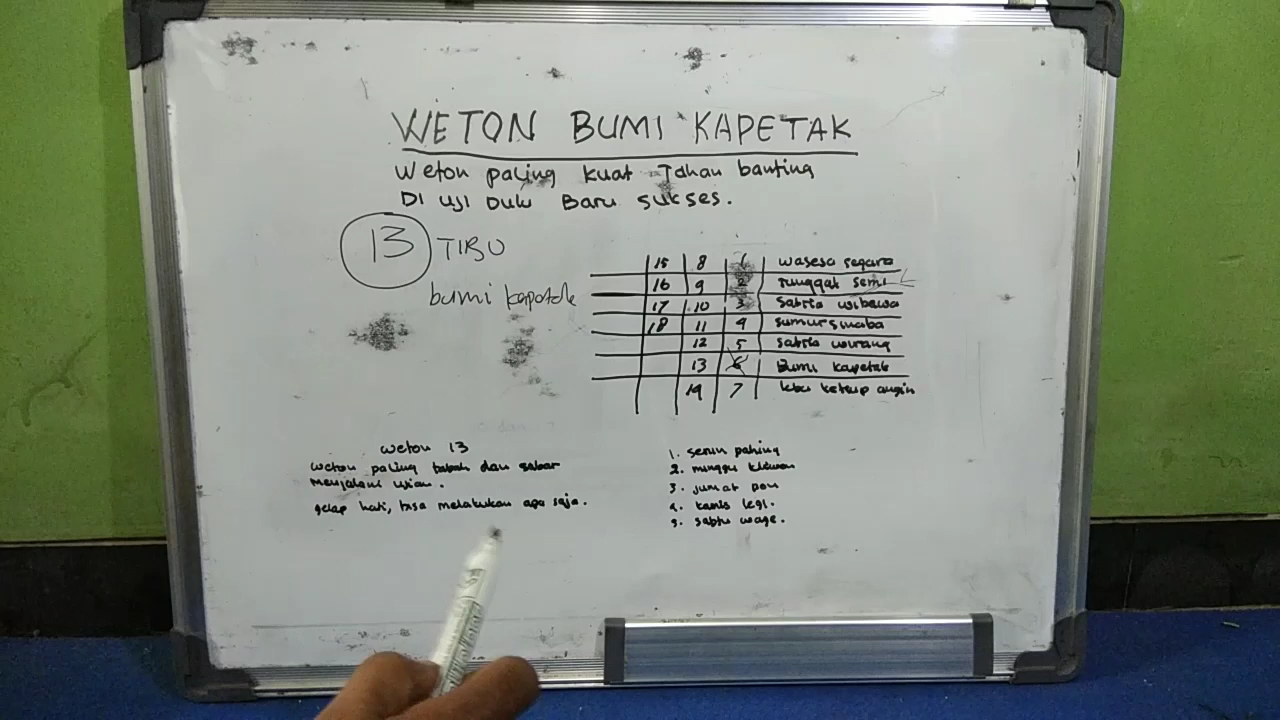 WETON BUMI KAPETAK
Weton paling kuat Tahan banting
Di Uji Dulu Baru sukses.
13 TIBO
bumi kapetak
15 8 1 wasesa segara
16 9 2 tunggak semi
17 10 3 Satria wibawa
18 11 4 sumur sinaba
12 5 satria wirang
13 6 Bumi kapetak
14 7 lebu ketiup angin
weton 13
weton paling tabah dan sabar
menjalani ujian.
gelap hati, bisa melakukan apa saja.
1. senin pahing
2. minggu kliwon
3. jumat pon
4. kamis legi.
5. sabtu wage.